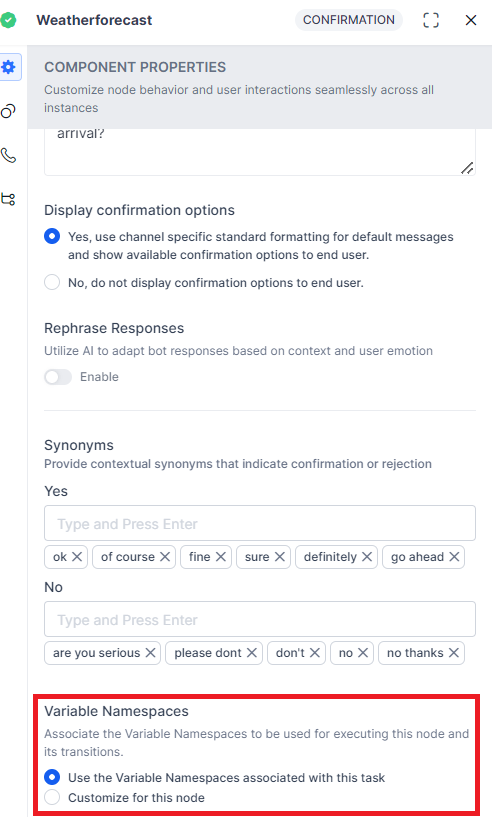 Weatherforecast
CONFIRMATION
COMPONENT PROPERTIES
Customize node behavior and user interactions seamlessly across all
instances
arrival?
Display confirmation options
Yes, use channel specific standard formatting for default messages
and show available confirmation options to end user.
No, do not display confirmation options to end user.
Rephrase Responses
Utilize AI to adapt bot responses based on context and user emotion
Enable
Synonyms
Provide contextual synonyms that indicate confirmation or rejection
Yes
Type and Press Enter
ok of course fine sure definitely go ahead
No
Type and Press Enter
are you serious please dont don't no no thanks
Variable Namespaces
Associate the Variable Namespaces to be used for executing this node and
its transitions.
Use the Variable Namespaces associated with this task
Customize for this node